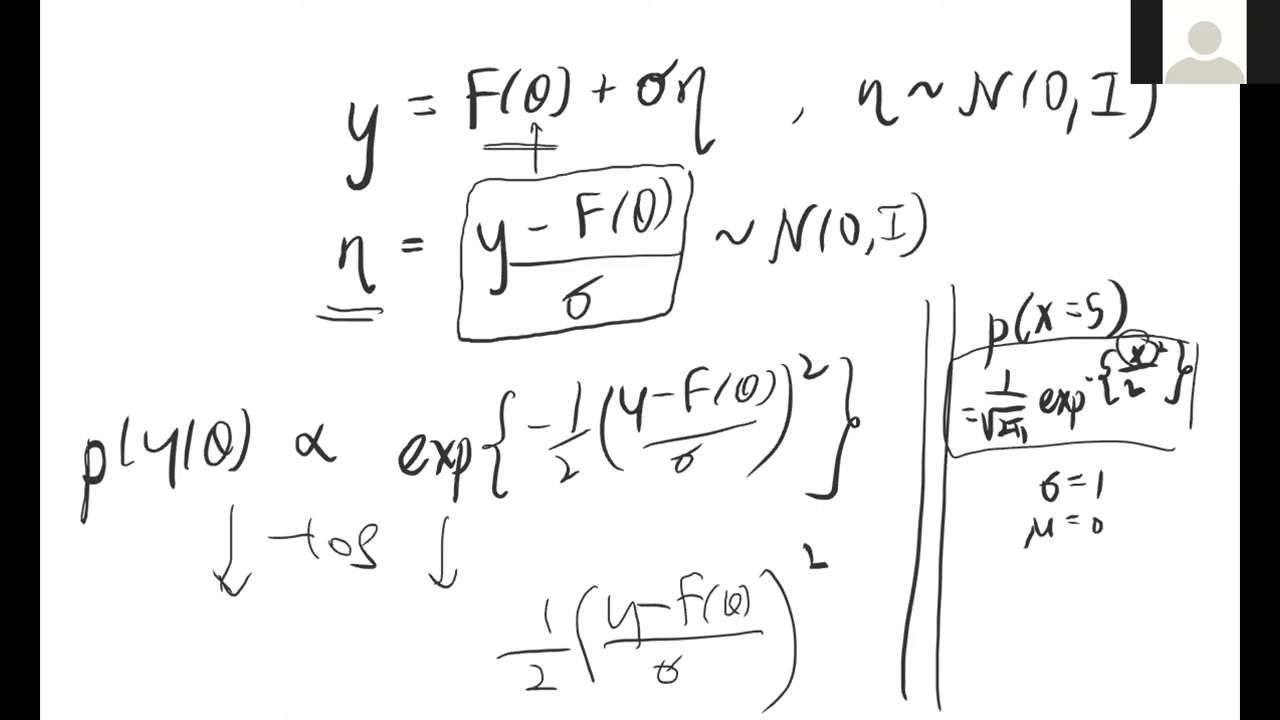 y = F(θ) + ση , η ~ N(0, I)
η = (y - F(θ))/σ ~ N(0, I)
p(y|θ) ∝ exp{-1/2 ((y-F(θ))/σ)²}
↓ -log ↓
1/2 ((y-F(θ))/σ)²
p(x=5)
= 1/√2π exp-{x²/2}
σ=1
μ=0